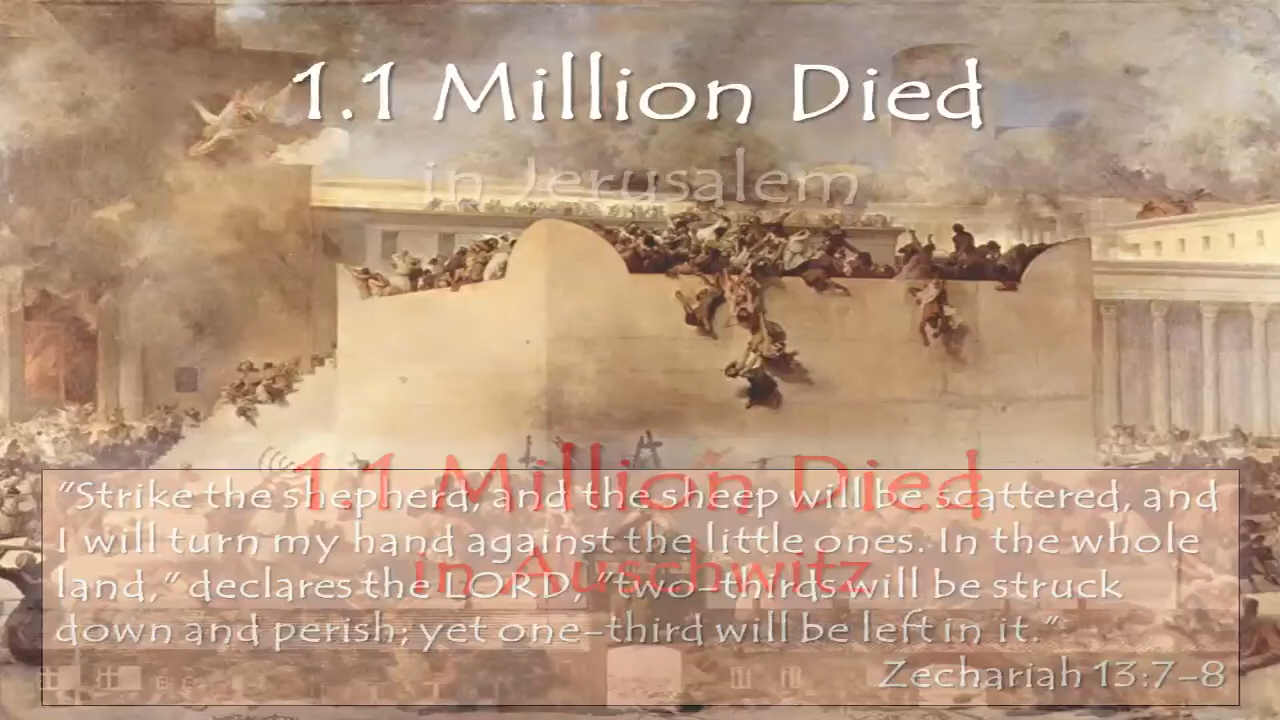 1.1 Million Died
in Jerusalem
1.1 Million Died
in Auschwitz
"Strike the shepherd, and the sheep will be scattered, and
I will turn my hand against the little ones. In the whole
land," declares the LORD, "two-thirds will be struck
down and perish; yet one-third will be left in it."
Zechariah 13:7-8